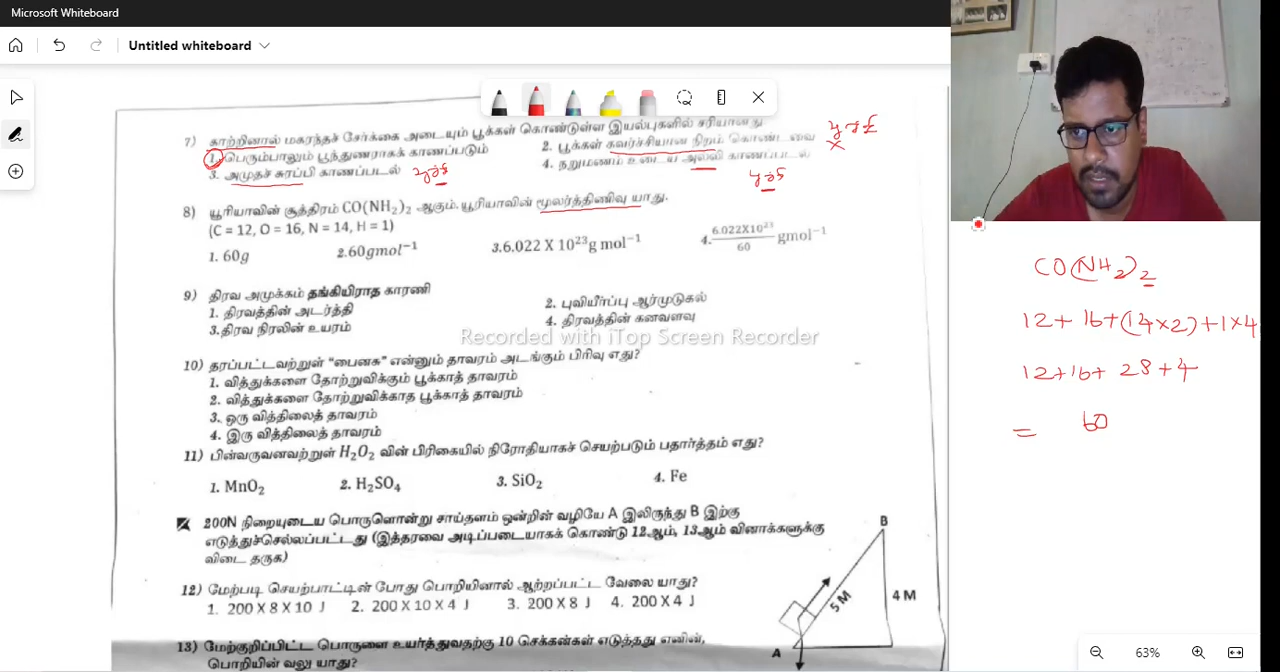 Microsoft Whiteboard
Untitled whiteboard
7) காற்றினால் மகரந்தச் சேர்க்கை அடையும் பூக்கள் கொண்டுள்ள இயல்புகளில் சரியானது
1. பெரும்பாலும் பூந்துணராகக் காணப்படும் 2. பூக்கள் கவர்ச்சியான நிறம் கொண்டவை
3. அமுதச் சுரப்பி காணப்படல் 4. நறுமணம் உடைய அல்லி காணப்படல்
பூச்சி
பூச்சி
8) யூரியாவின் சூத்திரம் CO(NH2)2 ஆகும். யூரியாவின் மூலர்த்திணிவு யாது.
(C = 12, O = 16, N = 14, H = 1)
1. 60g 2.60gmol⁻¹ 3.6.022 X 10²³g mol⁻¹ 4. 6.022X10²³/60 gmol⁻¹
9) திரவ அமுக்கம் தங்கியிராத காரணி
1. திரவத்தின் அடர்த்தி 2. புவியீர்ப்பு ஆர்முடுகல்
3.திரவ நிரலின் உயரம் 4. திரவத்தின் கனவளவு
Recorded with iTop Screen Recorder
10) தரப்பட்டவற்றுள் “பைனசு” என்னும் தாவரம் அடங்கும் பிரிவு எது?
1. வித்துக்களை தோற்றுவிக்கும் பூக்காத் தாவரம்
2. வித்துக்களை தோற்றுவிக்காத பூக்காத் தாவரம்
3. ஒரு வித்திலைத் தாவரம்
4. இரு வித்திலைத் தாவரம்
11) பின்வருவனவற்றுள் H2O2 வின் பிரிகையில் நிரோதியாகச் செயற்படும் பதார்த்தம் எது?
1. MnO2 2. H2SO4 3. SiO2 4. Fe
200N நிறையுடைய பொருளொன்று சாய்தளம் ஒன்றின் வழியே A இலிருந்து B இற்கு
எடுத்துச்செல்லப்பட்டது (இத்தரவை அடிப்படையாகக் கொண்டு 12ஆம், 13ஆம் வினாக்களுக்கு
விடை தருக)
12) மேற்படி செயற்பாட்டின் போது பொறியினால் ஆற்றப்பட்ட வேலை யாது?
1. 200 X 8 X 10 J 2. 200 X 10 X 4 J 3. 200 X 8 J 4. 200 X 4 J
13) மேற்குறிப்பிட்ட பொருளை உயர்த்துவதற்கு 10 செக்கன்கள் எடுத்தது எனின்,
பொறியின் வலு யாது?
B
5 M
4 M
A
CO(NH2)2
12+ 16+(14×2)+1×4
12+16+ 28+4
= 60
63%